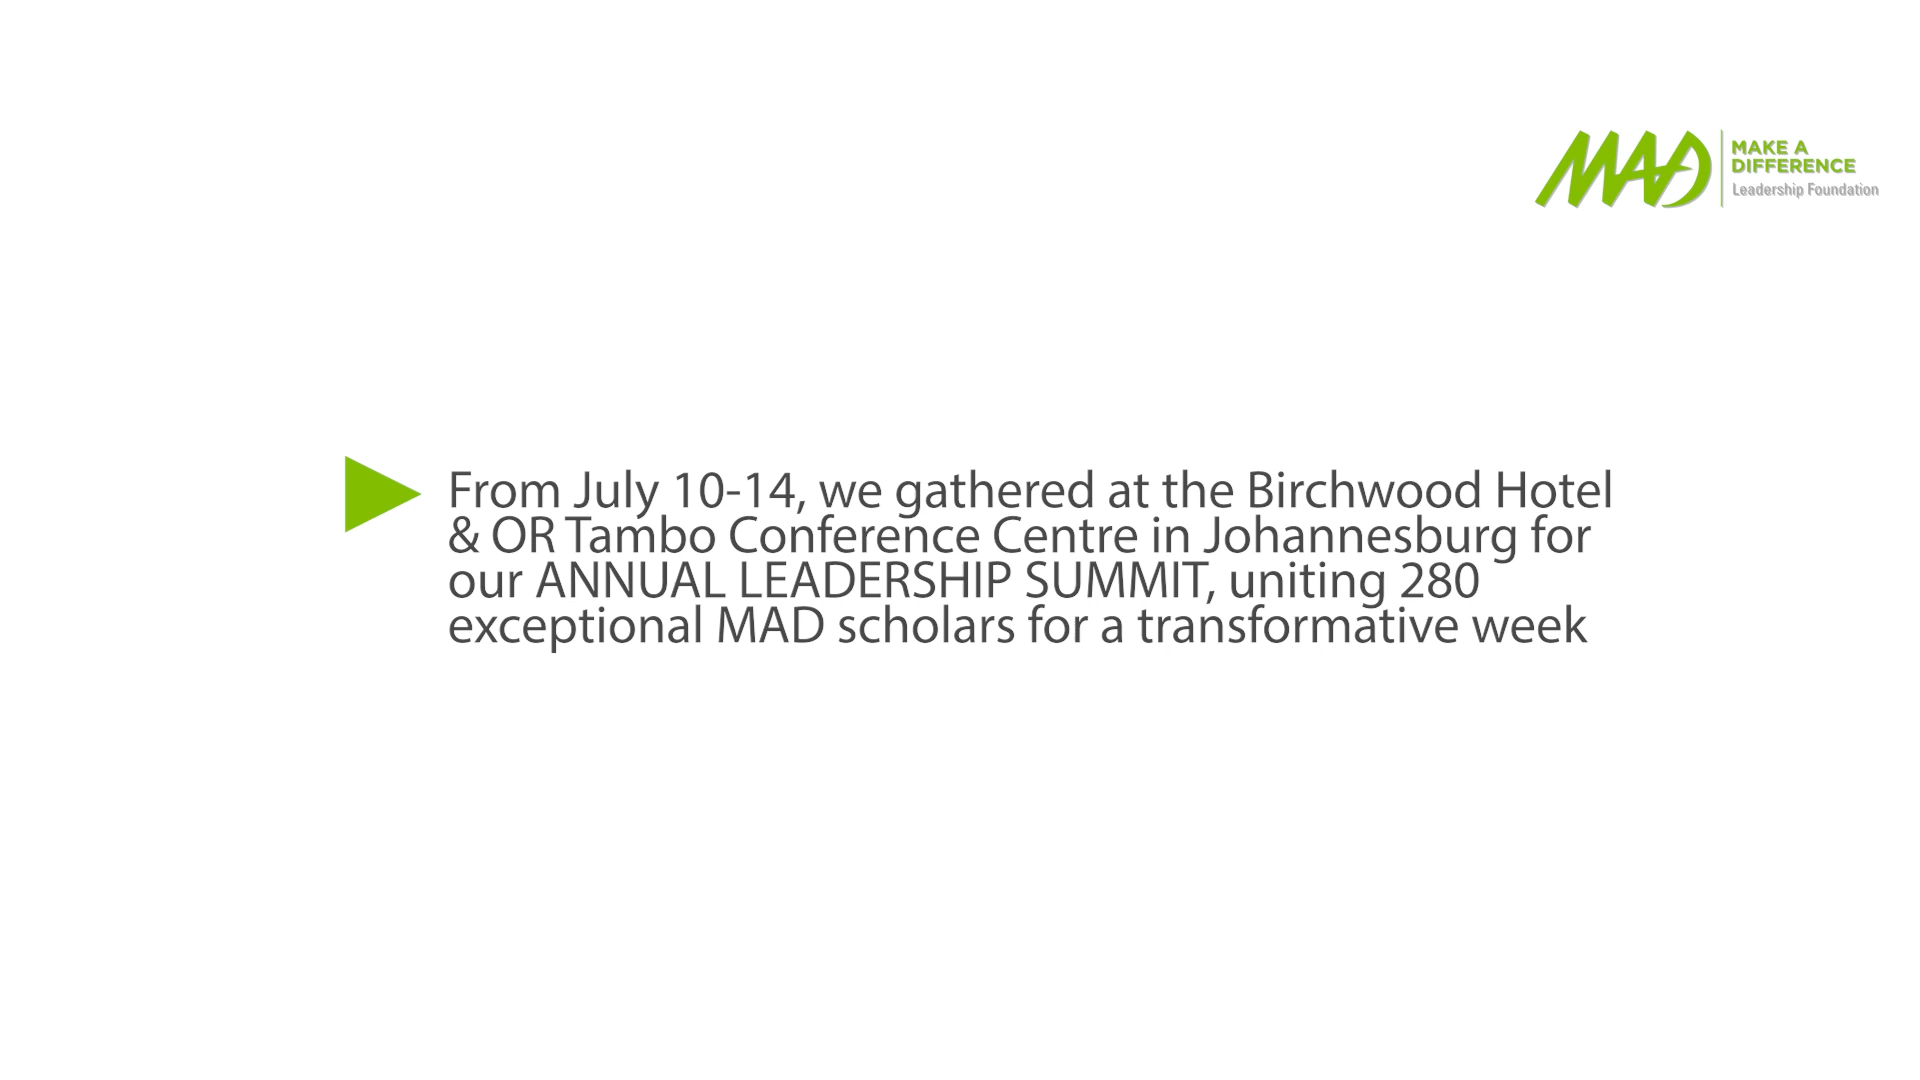 MAD
MAKE A
DIFFERENCE
Leadership Foundation
From July 10-14, we gathered at the Birchwood Hotel
& OR Tambo Conference Centre in Johannesburg for
our ANNUAL LEADERSHIP SUMMIT, uniting 280
exceptional MAD scholars for a transformative week